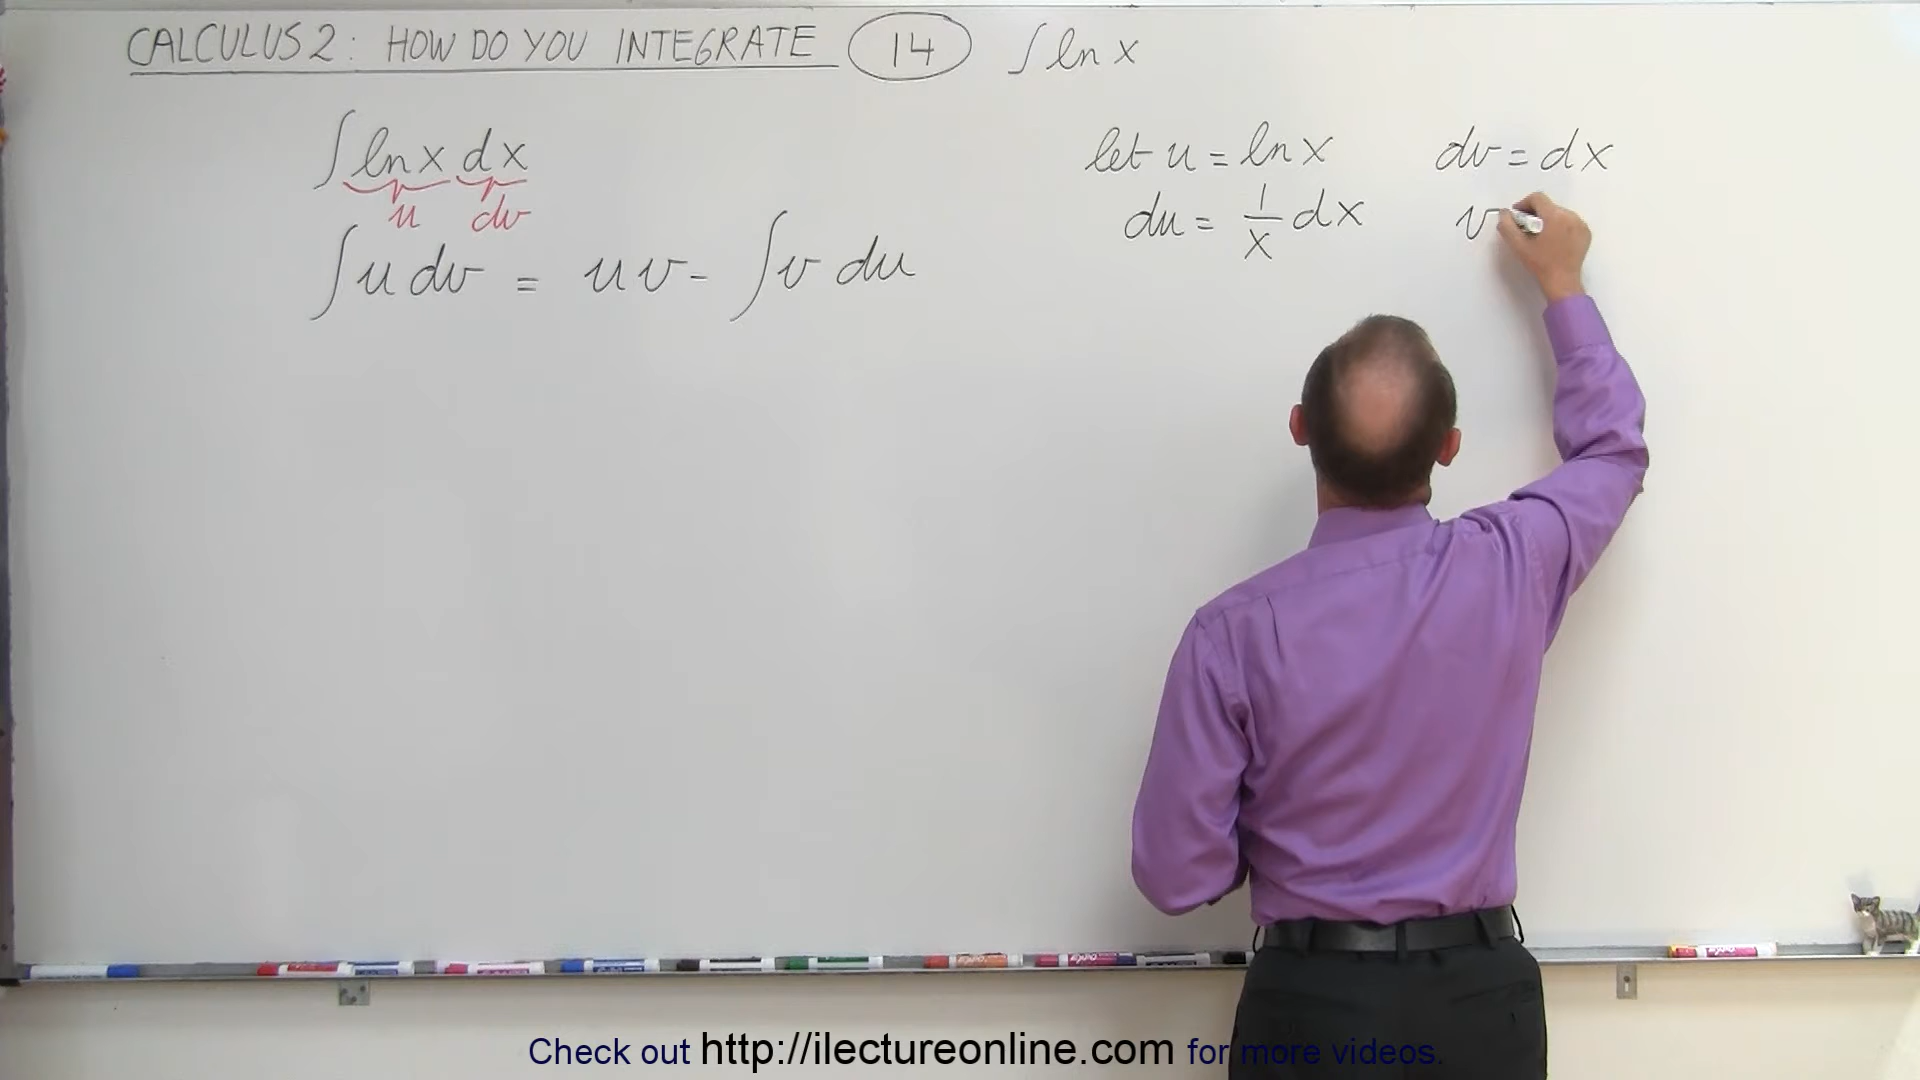 CALCULUS 2: HOW DO YOU INTEGRATE 14 ∫ ln x
∫ ln x dx
u dv
∫ u dv = u v - ∫ v du
let u = ln x dv = dx
du = 1/x dx v
Check out http://ilectureonline.com for more videos.